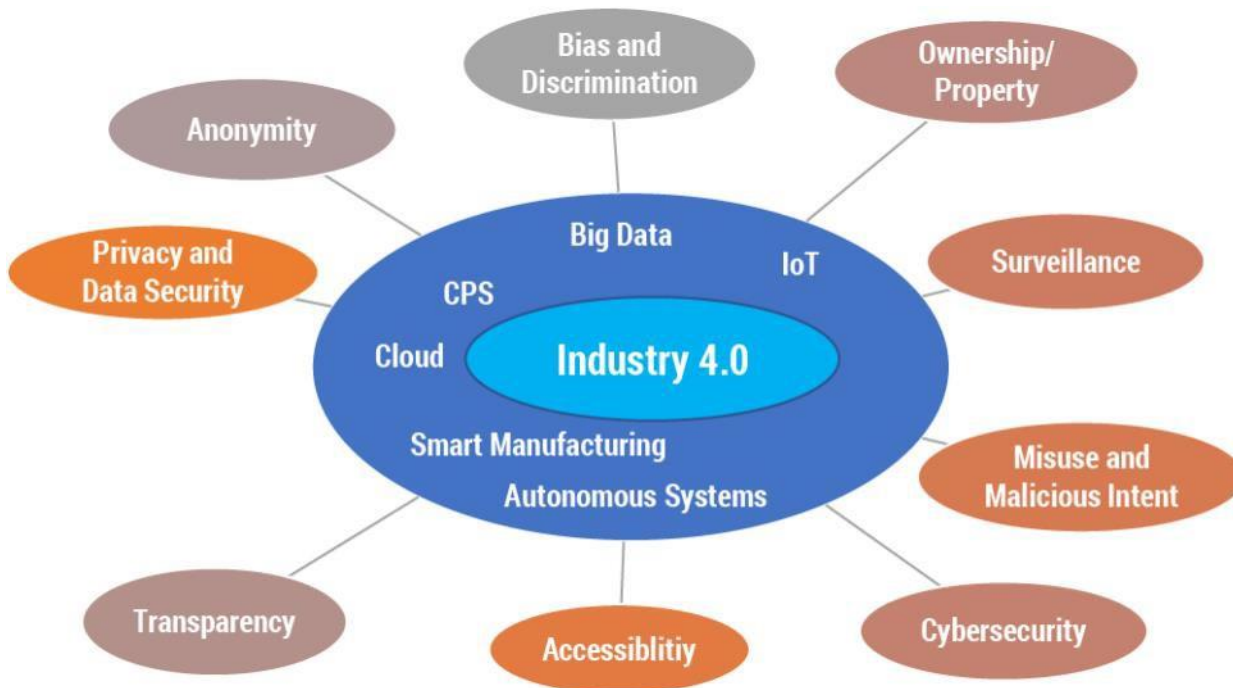 Bias and
Discrimination
Ownership/
Property
Anonymity
Privacy and
Data Security
Big Data
IoT
Surveillance
CPS
Cloud
Industry 4.0
Smart Manufacturing
Autonomous Systems
Misuse and
Malicious Intent
Transparency
Accessiblitiy
Cybersecurity